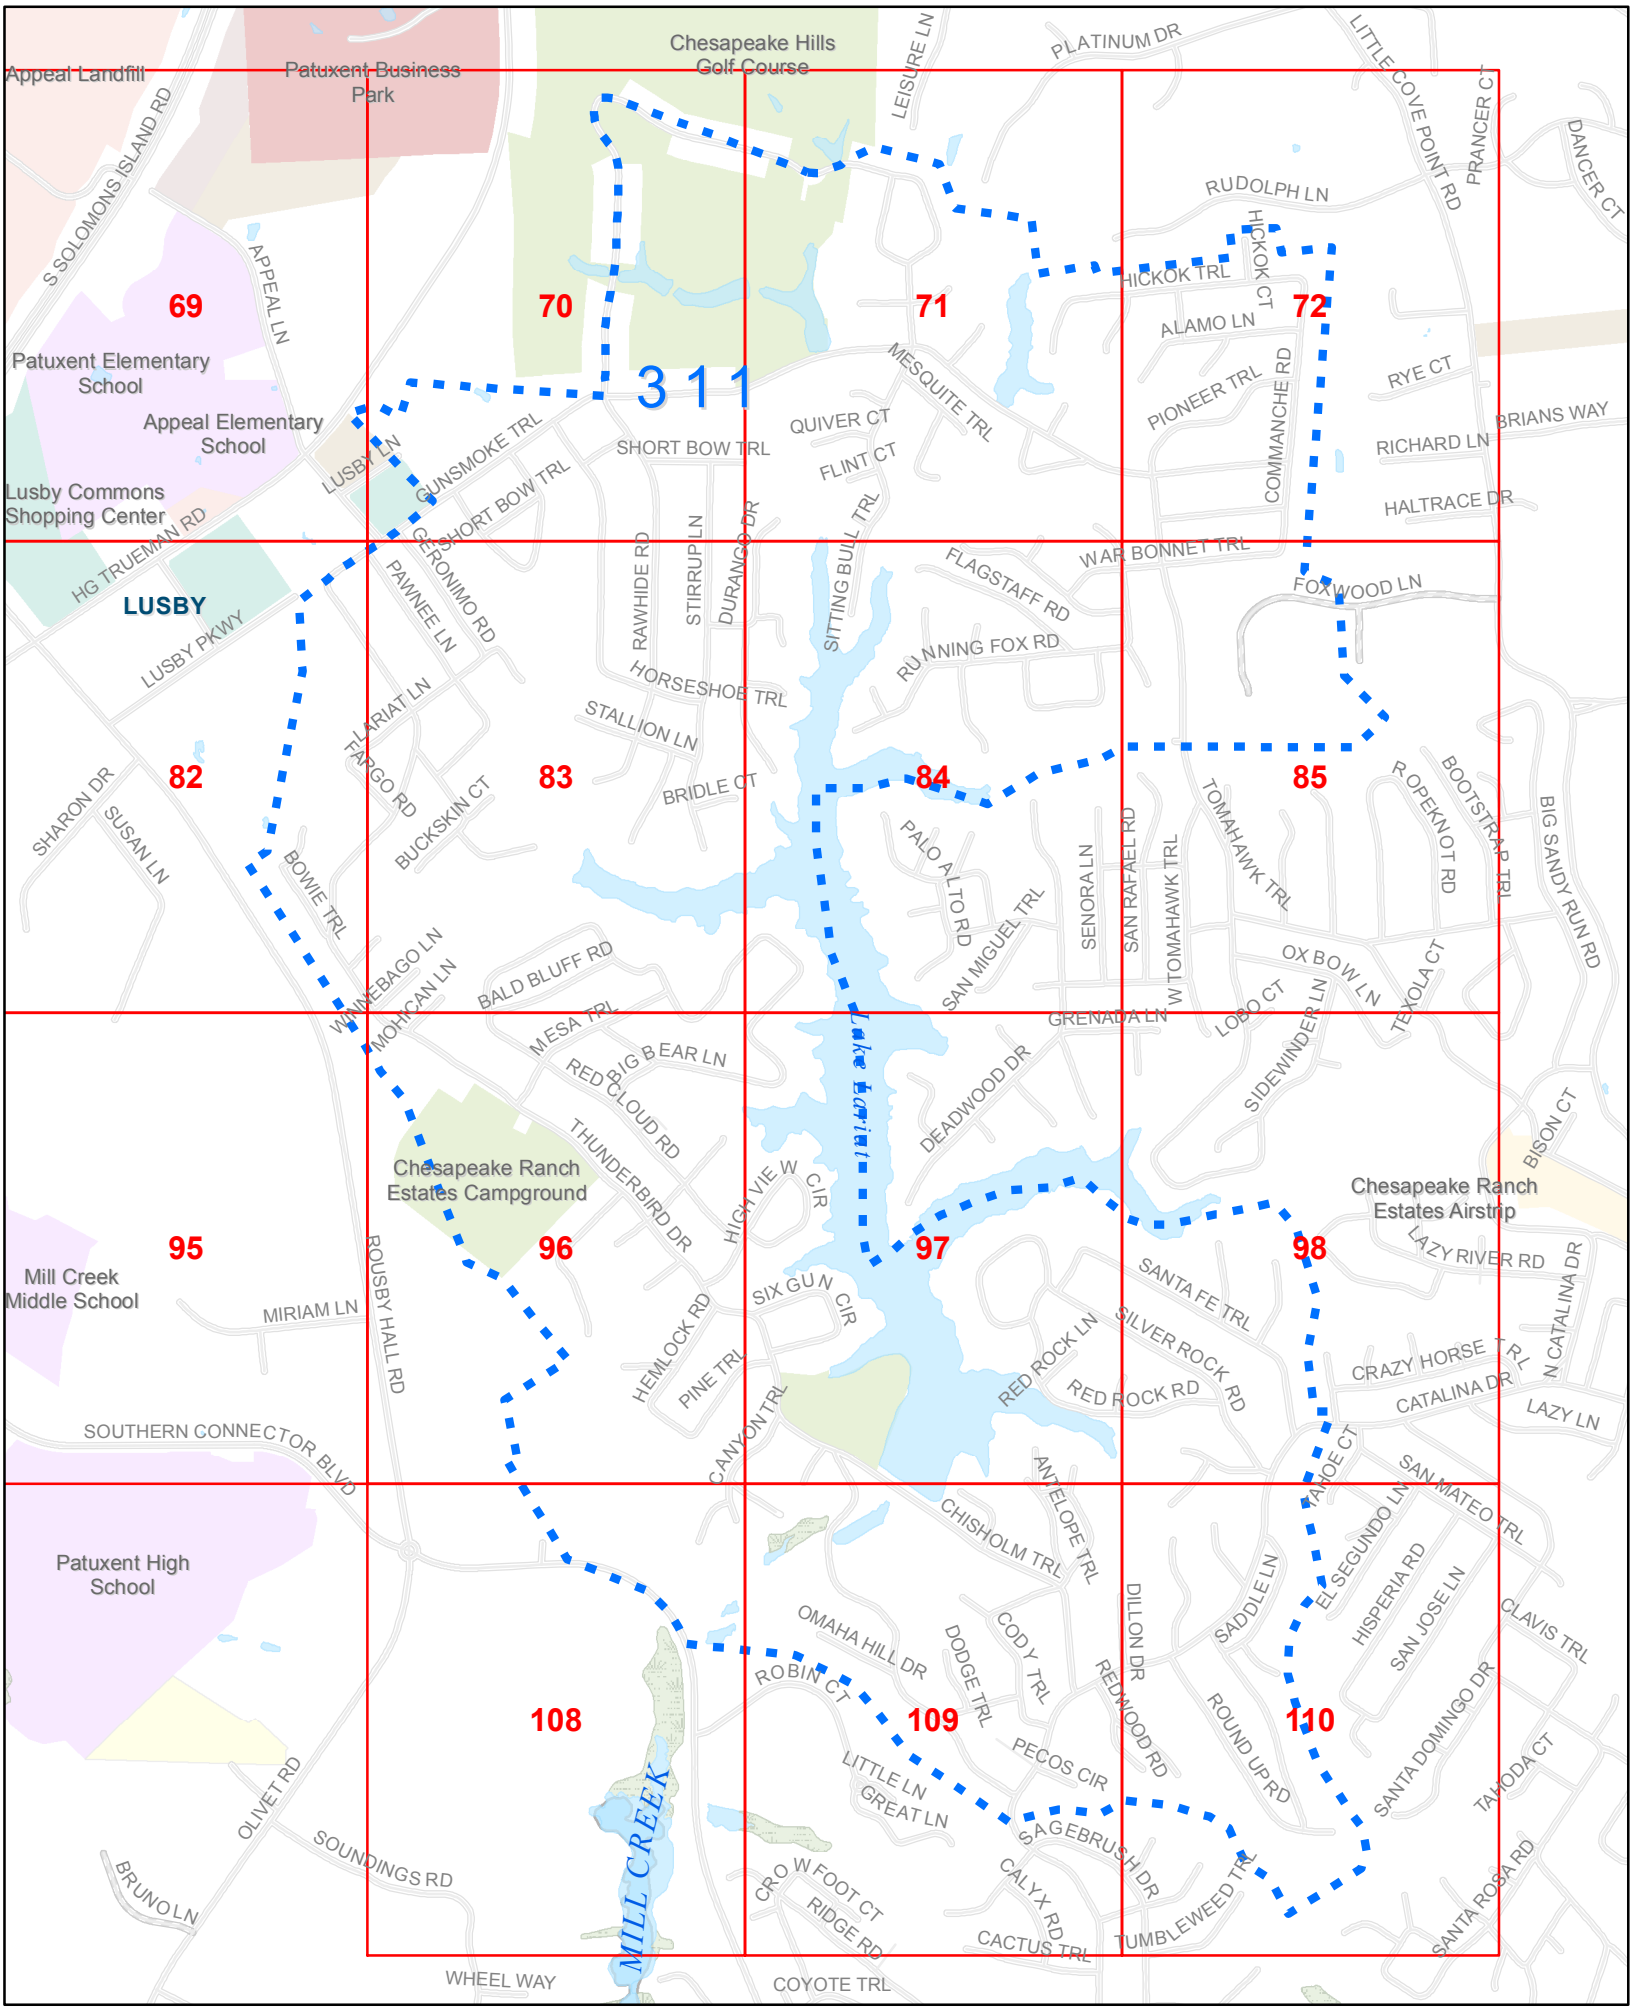 Chesapeake Hills
Golf Course
LEISURE LN
PLATINUM DR
LITTLE COVE POINT RD
Appeal Landfill
Patuxent Business
Park
S SOLOMONS ISLAND RD
PRANCER CT
DANCER CT
RUDOLPH LN
HICKOK CT
APPEAL LN
HICKOK TRL
69
70
71
72
ALAMO LN
Patuxent Elementary
School
311
MESQUITE TRL
PIONEER TRL
COMMANCHE RD
RYE CT
Appeal Elementary
School
QUIVER CT
BRIANS WAY
RICHARD LN
LUSBY LN
GUNSMOKE TRL
SHORT BOW TRL
SHORT BOW TRL
FLINT CT
Lusby Commons
Shopping Center
HALTRACE DR
HG TRUEMAN RD
GERONIMO RD
PAWNEE LN
RAWHIDE RD
STIRRUP LN
DURANGO DR
SITTING BULL TRL
FLAGSTAFF RD
WAR BONNET TRL
FOXWOOD LN
LUSBY
LUSBY PKWY
RUNNING FOX RD
HORSESHOE TRL
LARIAT LN
STALLION LN
FARGO RD
82
83
84
85
BRIDLE CT
SHARON DR
SUSAN LN
BUCKSKIN CT
BOWIE TRL
PALO ALTO RD
SENORA LN
SAN RAFAEL RD
W TOMAHAWK TRL
TOMAHAWK TRL
ROPEKNOT RD
BOOTSTRAP TRL
BIG SANDY RUN RD
SAN MIGUEL TRL
WINNEBAGO LN
MOHICAN LN
BALD BLUFF RD
OX BOW LN
TEXOLA CT
LOBO CT
MESA TRL
GRENADA LN
SIDEWINDER LN
Lake Lariat
BIG BEAR LN
RED CLOUD RD
DEADWOOD DR
BISON CT
THUNDERBIRD DR
Chesapeake Ranch
Estates Campground
HIGH VIEW CIR
Chesapeake Ranch
Estates Airstrip
95
96
97
98
ROUSBY HALL RD
LAZY RIVER RD
N CATALINA DR
Mill Creek
Middle School
MIRIAM LN
SIX GUN CIR
SANTA FE TRL
HEMLOCK RD
PINE TRL
RED ROCK LN
SILVER ROCK RD
CRAZY HORSE TRL
RED ROCK RD
CATALINA DR
LAZY LN
SOUTHERN CONNECTOR BLVD
CANYON TRL
TAHOE CT
SAN MATEO TRL
ANTELOPE TRL
CHISHOLM TRL
EL SEGUNDO LN
Patuxent High
School
HISPERIA RD
SAN JOSE LN
SADDLE LN
DILLON DR
CLAVIS TRL
OMAHA HILL DR
DODGE TRL
CODY TRL
ROBIN CT
REDWOOD RD
ROUND UP RD
SANTA DOMINGO DR
108
109
110
PECOS CIR
TAHODA CT
OLIVET RD
LITTLE LN
GREAT LN
MILL CREEK
SAGEBRUSH DR
SOUNDINGS RD
BRUNO LN
CROW FOOT CT
RIDGE RD
CALYX RD
TUMBLEWEED TRL
SANTA ROSA RD
CACTUS TRL
WHEEL WAY
COYOTE TRL